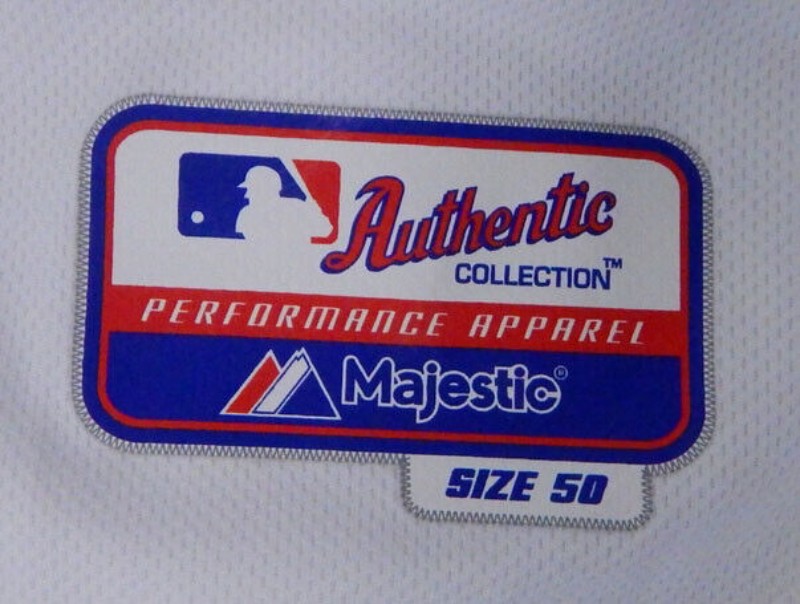 Authentic
COLLECTION™
PERFORMANCE APPAREL
Majestic®
SIZE 50